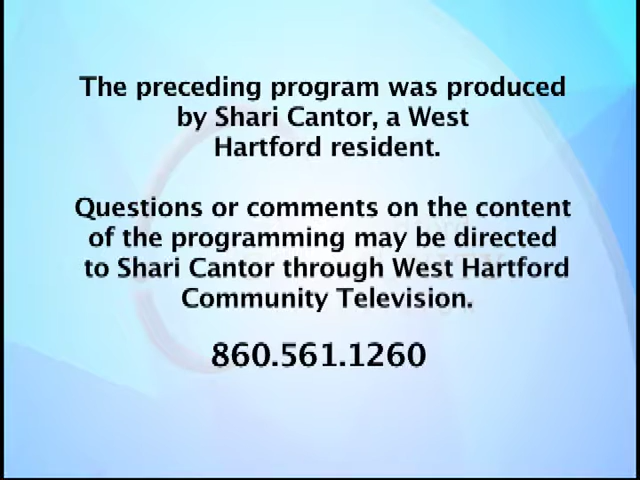 The preceding program was produced
by Shari Cantor, a West
Hartford resident.
Questions or comments on the content
of the programming may be directed
to Shari Cantor through West Hartford
Community Television.
860.561.1260